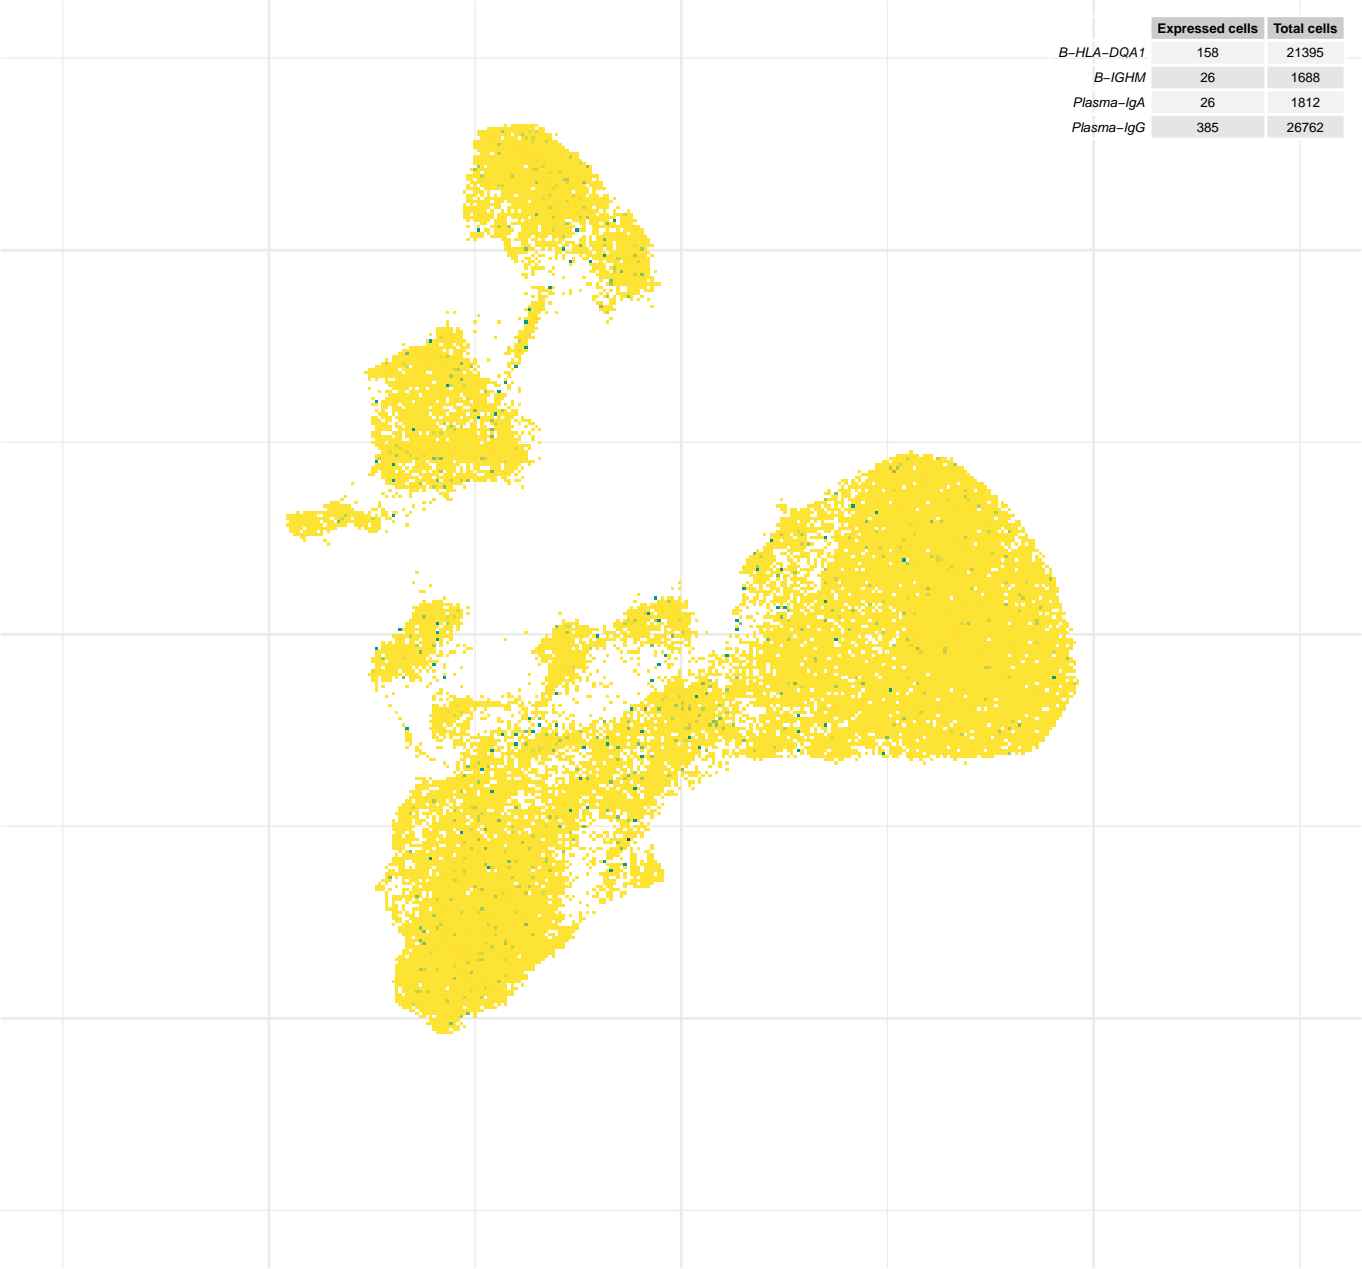 Expressed cells Total cells
B−HLA−DQA1 158 21395
B−IGHM 26 1688
Plasma−IgA 26 1812
Plasma−IgG 385 26762